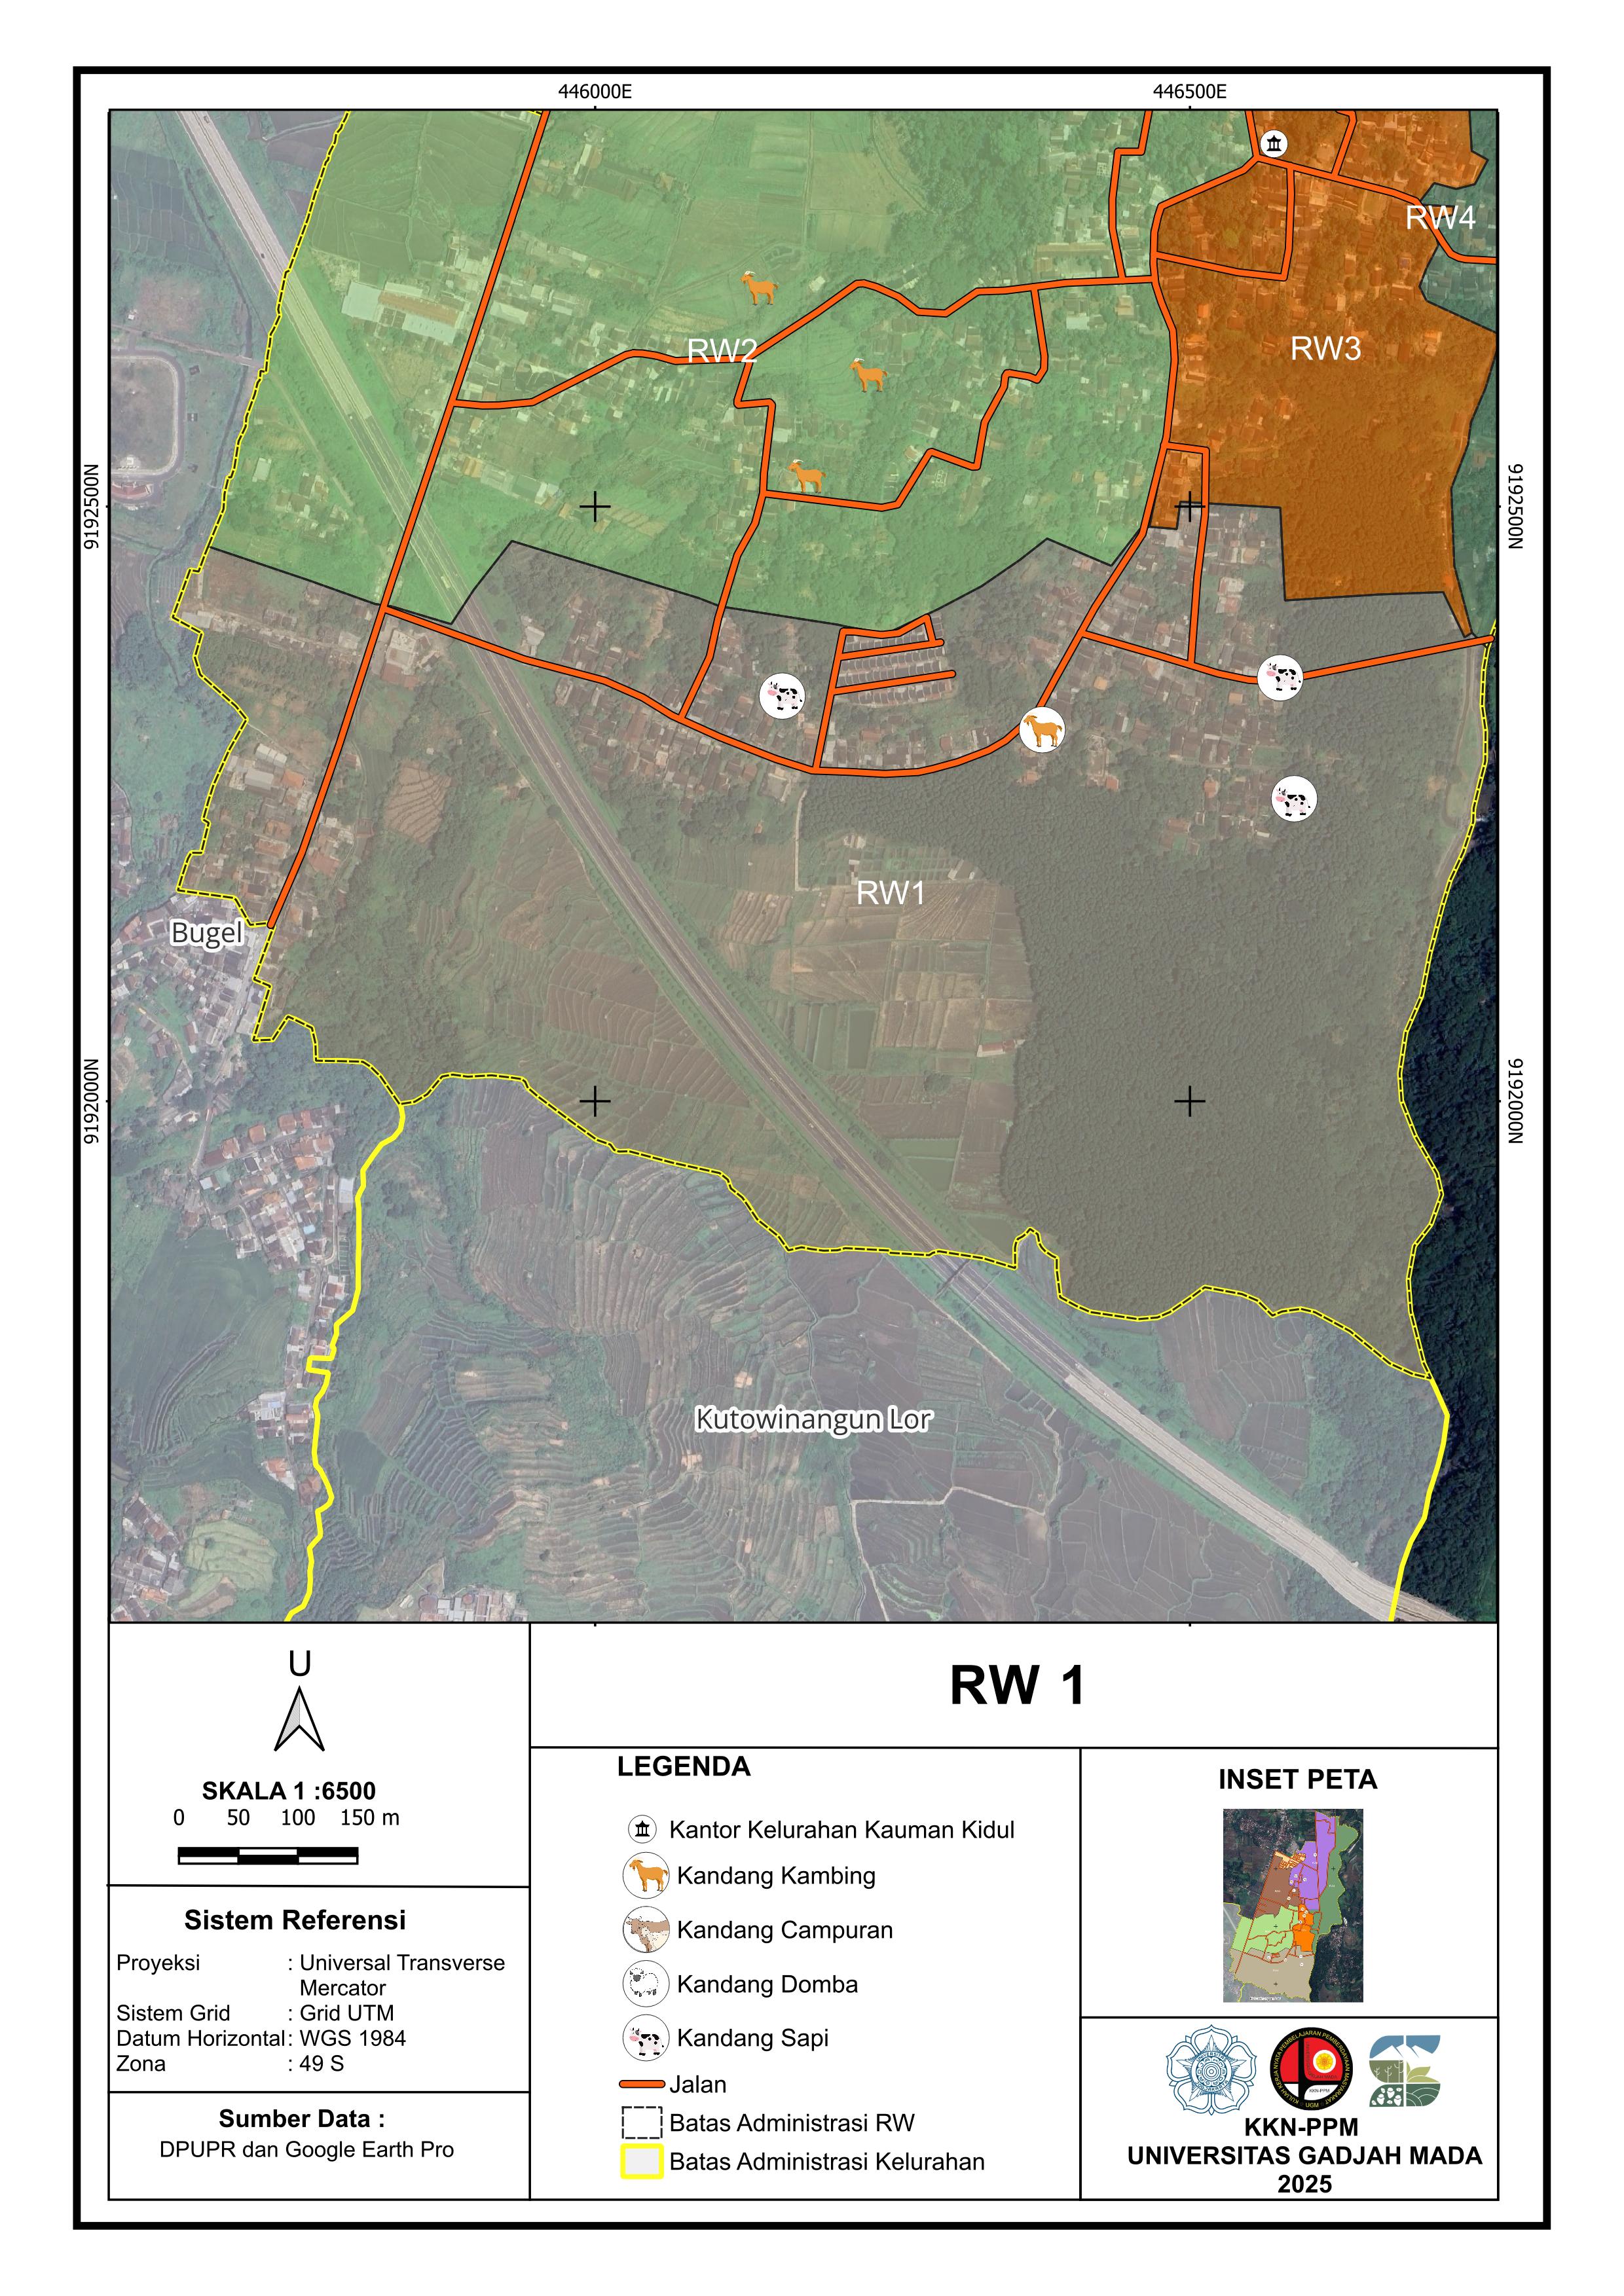 446000E
446500E
9192500N
9192500N
9192000N
9192000N
RW4
RW3
RW2
RW1
Bugel
Kutowinangun Lor
U
SKALA 1 :6500
0 50 100 150 m
Sistem Referensi
Proyeksi : Universal Transverse
Mercator
Sistem Grid : Grid UTM
Datum Horizontal : WGS 1984
Zona : 49 S
Sumber Data :
DPUPR dan Google Earth Pro
RW 1
LEGENDA
Kantor Kelurahan Kauman Kidul
Kandang Kambing
Kandang Campuran
Kandang Domba
Kandang Sapi
Jalan
Batas Administrasi RW
Batas Administrasi Kelurahan
INSET PETA
KKN-PPM
UNIVERSITAS GADJAH MADA
2025